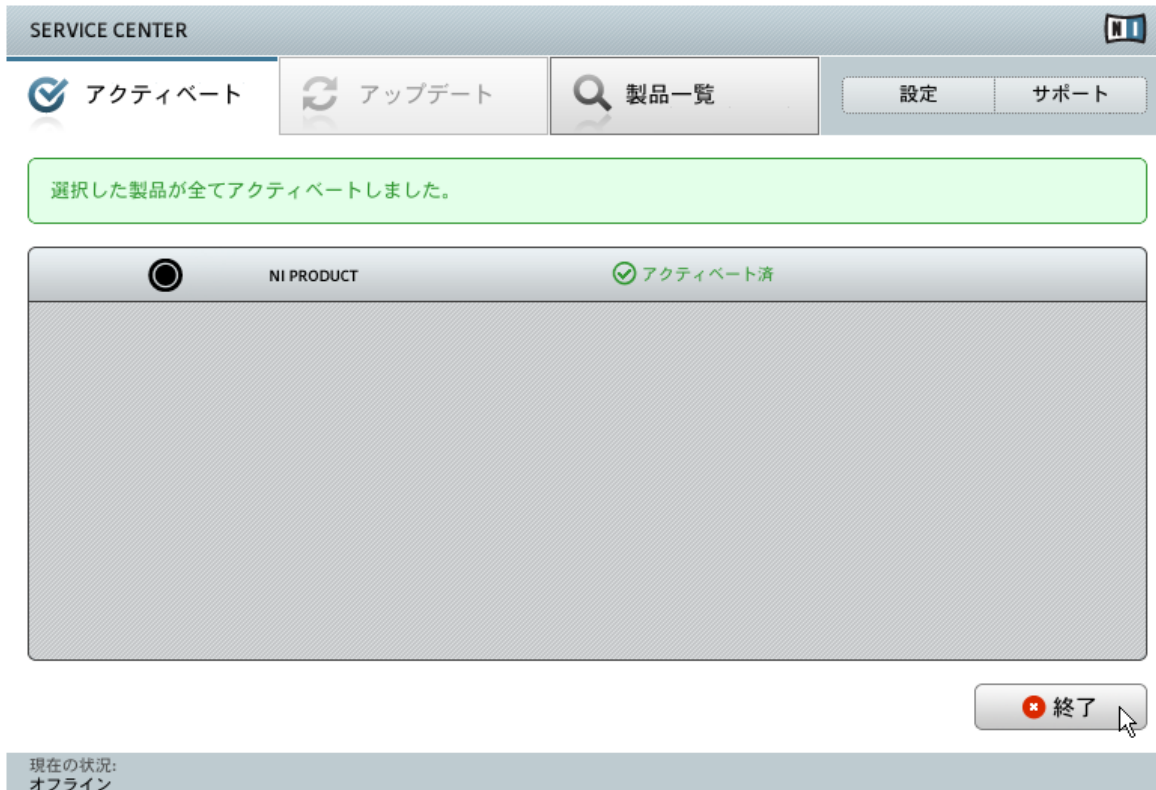 SERVICE CENTER
NI
アクティベート
アップデート
製品一覧
設定
サポート
選択した製品が全てアクティベートしました。
NI PRODUCT
アクティベート済
終了
現在の状況:
オフライン